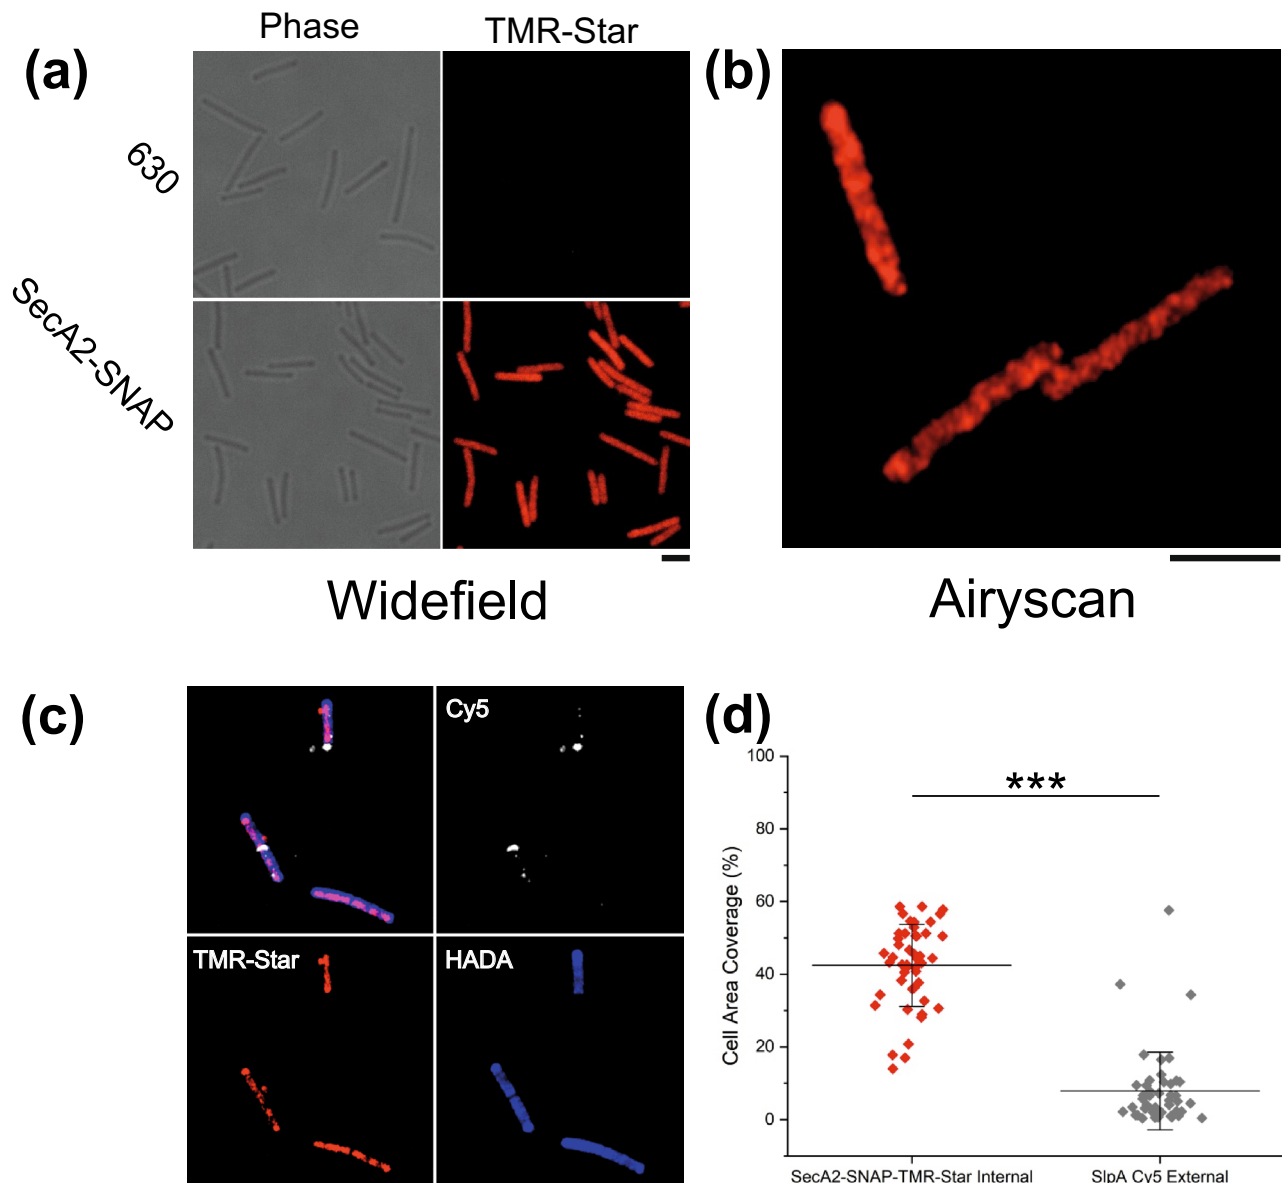 Phase
TMR-Star
(a)
(b)
630
SecA2-SNAP
Widefield
Airyscan
(c)
Cy5
TMR-Star
HADA
(d)
***
100
80
60
40
20
0
Cell Area Coverage (%)
SecA2-SNAP-TMR-Star Internal
SlpA Cy5 External